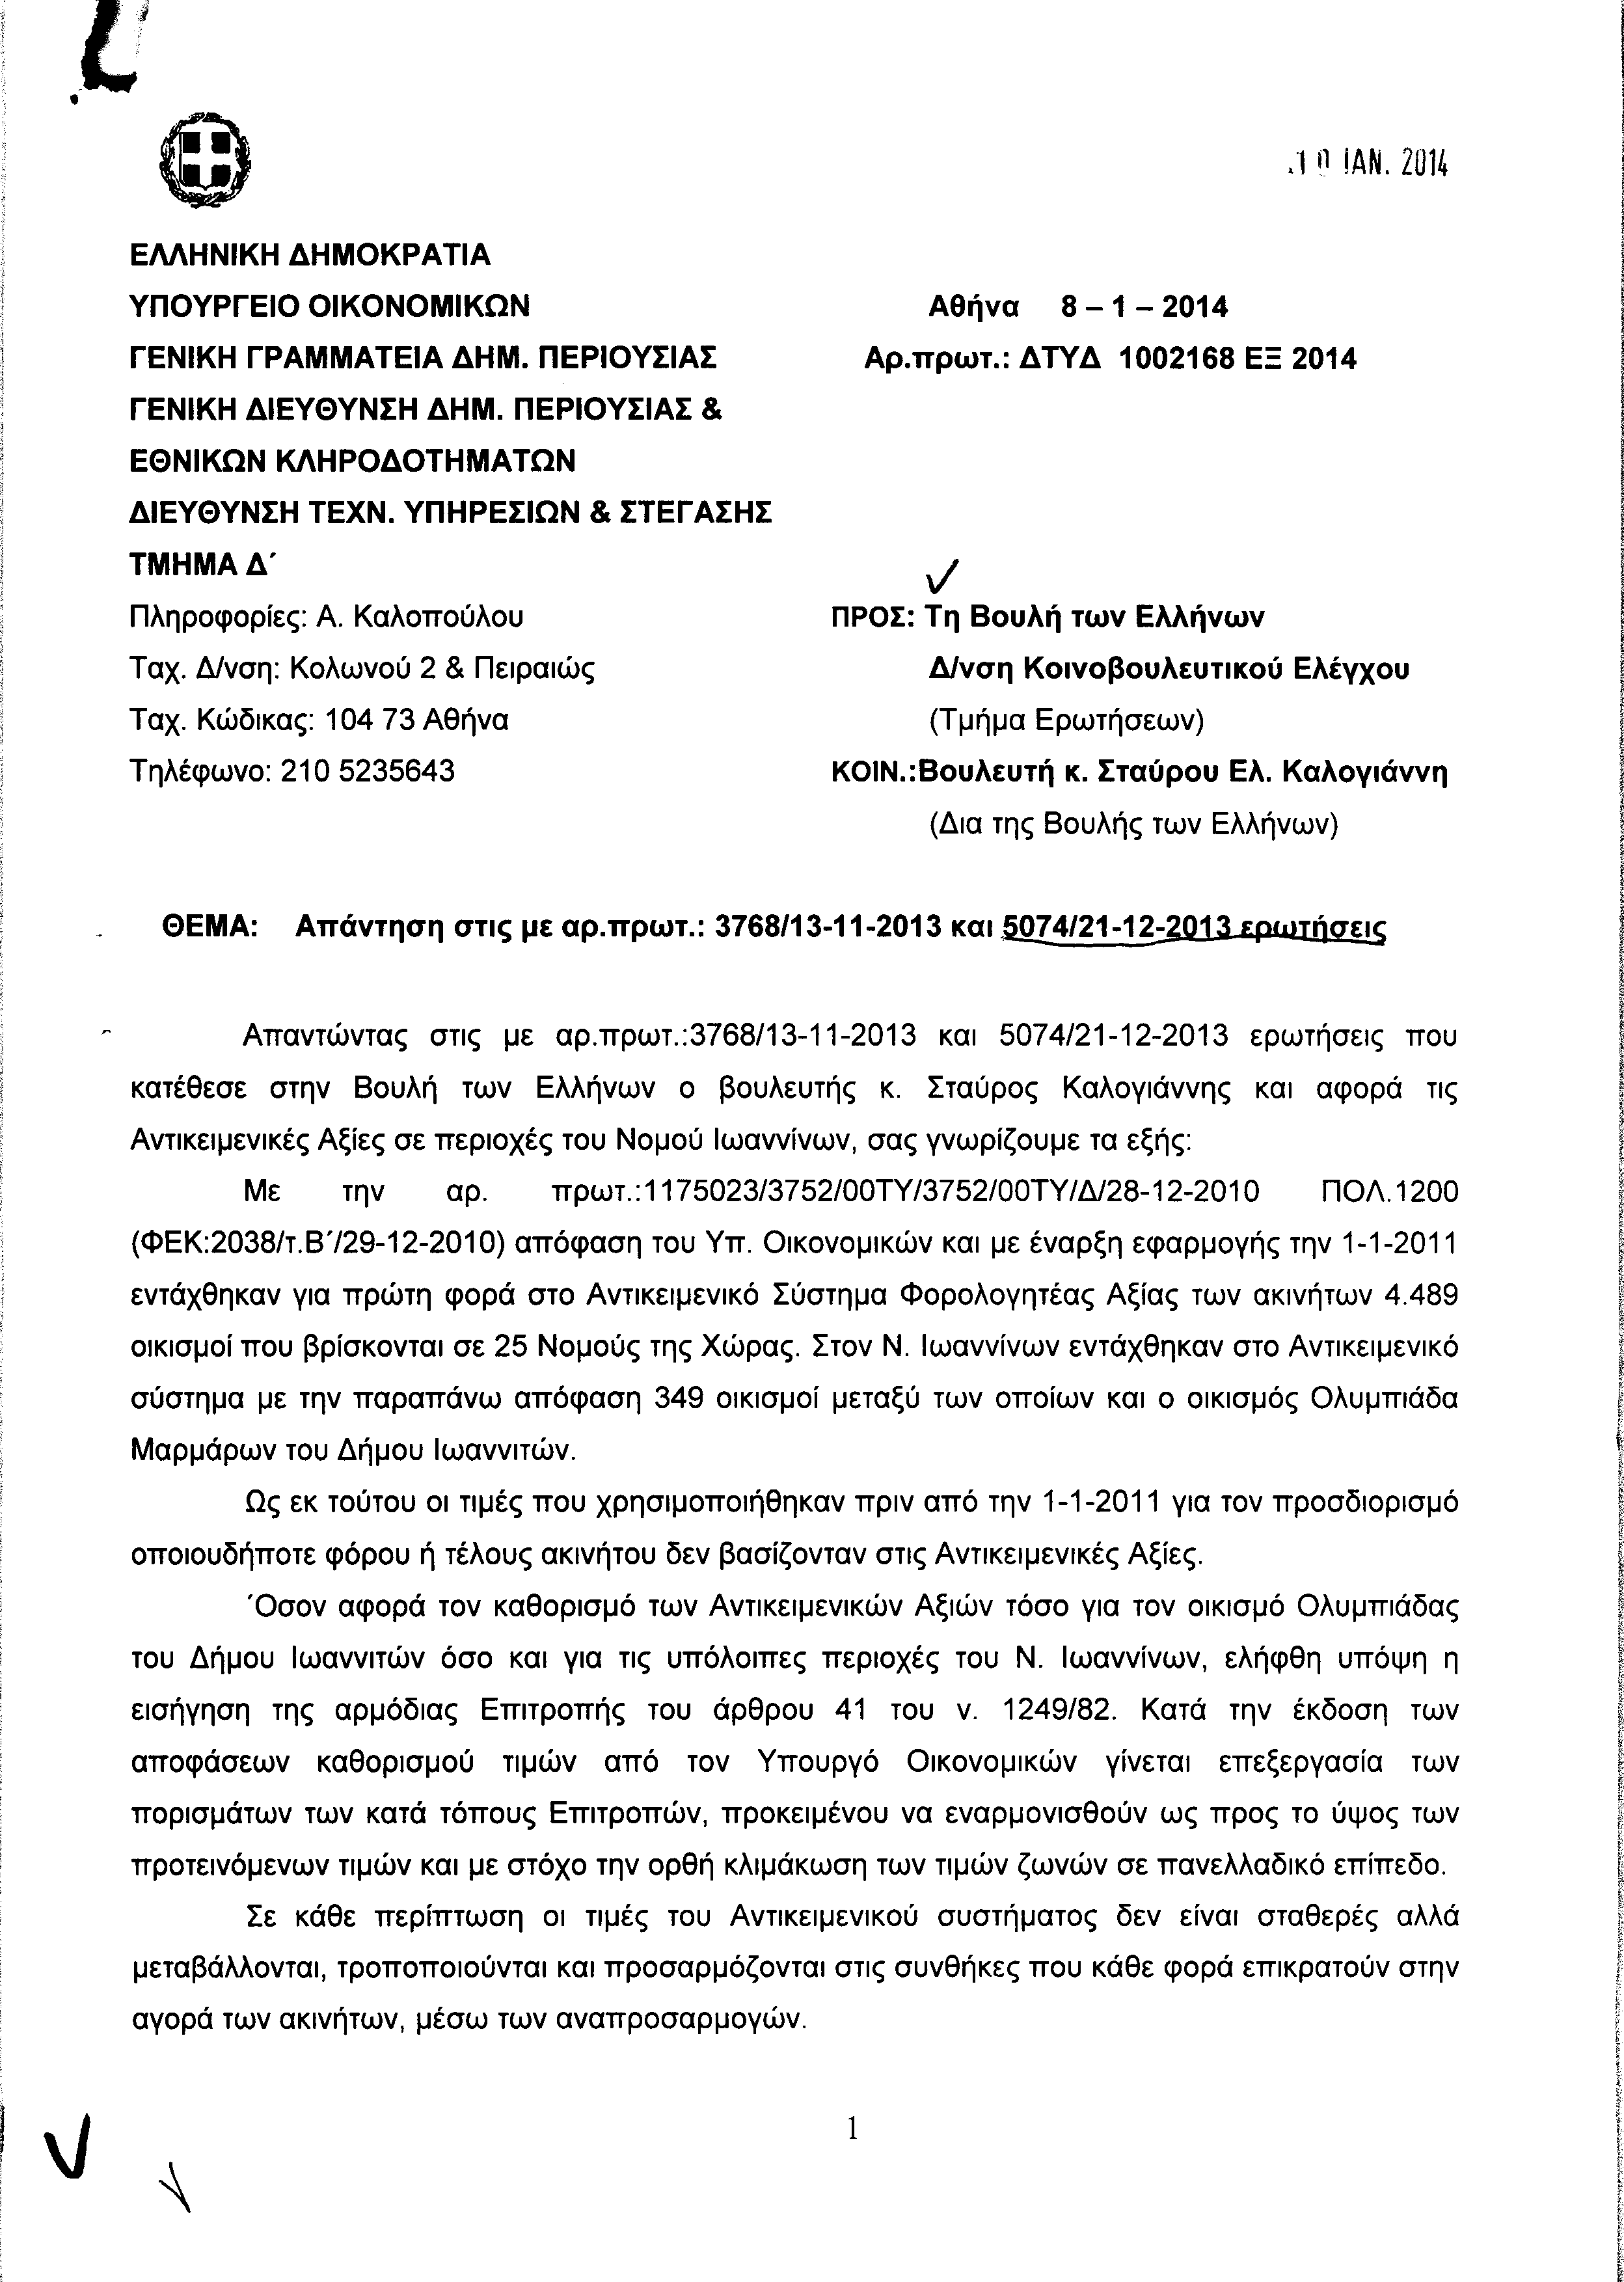 10 ΙΑΝ. 2014
ΕΛΛΗΝΙΚΗ ΔΗΜΟΚΡΑΤΙΑ
ΥΠΟΥΡΓΕΙΟ ΟΙΚΟΝΟΜΙΚΩΝ
Αθήνα 8 – 1 – 2014
ΓΕΝΙΚΗ ΓΡΑΜΜΑΤΕΙΑ ΔΗΜ. ΠΕΡΙΟΥΣΙΑΣ
Αρ.πρωτ.: ΔΤΥΔ 1002168 ΕΞ 2014
ΓΕΝΙΚΗ ΔΙΕΥΘΥΝΣΗ ΔΗΜ. ΠΕΡΙΟΥΣΙΑΣ &
ΕΘΝΙΚΩΝ ΚΛΗΡΟΔΟΤΗΜΑΤΩΝ
ΔΙΕΥΘΥΝΣΗ ΤΕΧΝ. ΥΠΗΡΕΣΙΩΝ & ΣΤΕΓΑΣΗΣ
ΤΜΗΜΑ Δ΄
Πληροφορίες: Α. Καλοπούλου
ΠΡΟΣ: Τη Βουλή των Ελλήνων
Ταχ. Δ/νση: Κολωνού 2 & Πειραιώς
Δ/νση Κοινοβουλευτικού Ελέγχου
Ταχ. Κώδικας: 104 73 Αθήνα
(Τμήμα Ερωτήσεων)
Τηλέφωνο: 210 5235643
ΚΟΙΝ.:Βουλευτή κ. Σταύρου Ελ. Καλογιάννη
(Δια της Βουλής των Ελλήνων)
ΘΕΜΑ: Απάντηση στις με αρ.πρωτ.: 3768/13-11-2013 και 5074/21-12-2013 ερωτήσεις
Απαντώντας στις με αρ.πρωτ.:3768/13-11-2013 και 5074/21-12-2013 ερωτήσεις που
κατέθεσε στην Βουλή των Ελλήνων ο βουλευτής κ. Σταύρος Καλογιάννης και αφορά τις
Αντικειμενικές Αξίες σε περιοχές του Νομού Ιωαννίνων, σας γνωρίζουμε τα εξής:
Με την αρ. πρωτ.:1175023/3752/00ΤΥ/3752/00ΤΥ/Δ/28-12-2010 ΠΟΛ.1200
(ΦΕΚ:2038/τ.Β΄/29-12-2010) απόφαση του Υπ. Οικονομικών και με έναρξη εφαρμογής την 1-1-2011
εντάχθηκαν για πρώτη φορά στο Αντικειμενικό Σύστημα Φορολογητέας Αξίας των ακινήτων 4.489
οικισμοί που βρίσκονται σε 25 Νομούς της Χώρας. Στον Ν. Ιωαννίνων εντάχθηκαν στο Αντικειμενικό
σύστημα με την παραπάνω απόφαση 349 οικισμοί μεταξύ των οποίων και ο οικισμός Ολυμπιάδα
Μαρμάρων του Δήμου Ιωαννιτών.
Ως εκ τούτου οι τιμές που χρησιμοποιήθηκαν πριν από την 1-1-2011 για τον προσδιορισμό
οποιουδήποτε φόρου ή τέλους ακινήτου δεν βασίζονταν στις Αντικειμενικές Αξίες.
Όσον αφορά τον καθορισμό των Αντικειμενικών Αξιών τόσο για τον οικισμό Ολυμπιάδας
του Δήμου Ιωαννιτών όσο και για τις υπόλοιπες περιοχές του Ν. Ιωαννίνων, ελήφθη υπόψη η
εισήγηση της αρμόδιας Επιτροπής του άρθρου 41 του ν. 1249/82. Κατά την έκδοση των
αποφάσεων καθορισμού τιμών από τον Υπουργό Οικονομικών γίνεται επεξεργασία των
πορισμάτων των κατά τόπους Επιτροπών, προκειμένου να εναρμονισθούν ως προς το ύψος των
προτεινόμενων τιμών και με στόχο την ορθή κλιμάκωση των τιμών ζωνών σε πανελλαδικό επίπεδο.
Σε κάθε περίπτωση οι τιμές του Αντικειμενικού συστήματος δεν είναι σταθερές αλλά
μεταβάλλονται, τροποποιούνται και προσαρμόζονται στις συνθήκες που κάθε φορά επικρατούν στην
αγορά των ακινήτων, μέσω των αναπροσαρμογών.
1